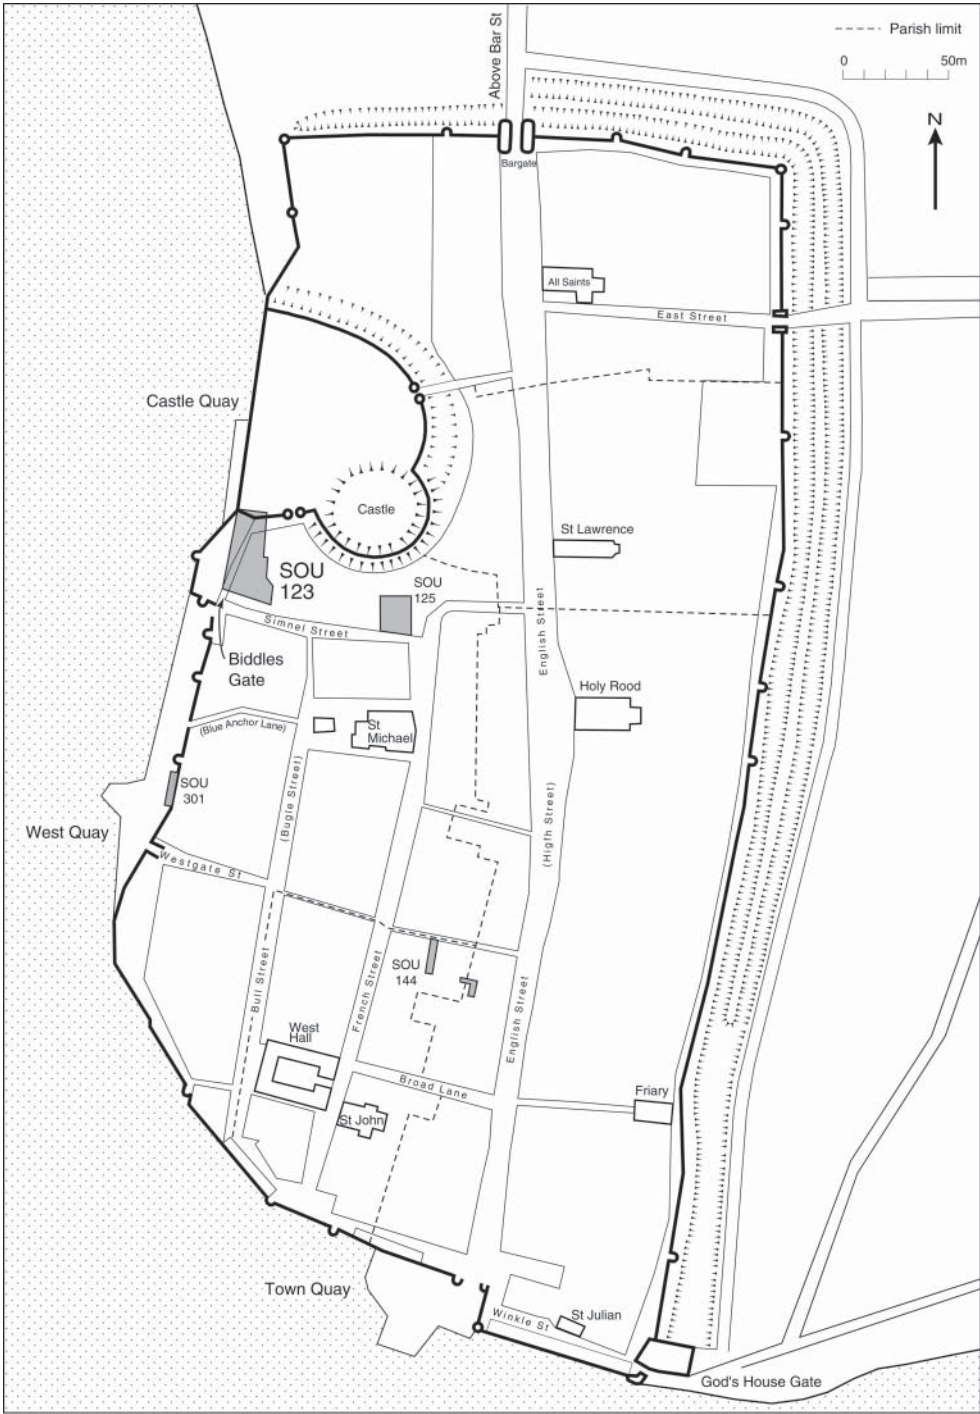 Above Bar St
Parish limit
0 50m
N
Bargate
All Saints
East Street
Castle Quay
Castle
St Lawrence
SOU
123
SOU
125
Simnel Street
English Street
Biddles
Gate
Holy Rood
(Blue Anchor Lane)
St
Michael
SOU
301
(Bugle Street)
(Higfh Street)
West Quay
Westgate St
SOU
144
Bull Street
French Street
English Street
West
Hall
Broad Lane
Friary
St John
Town Quay
Winkle St
St Julian
God's House Gate